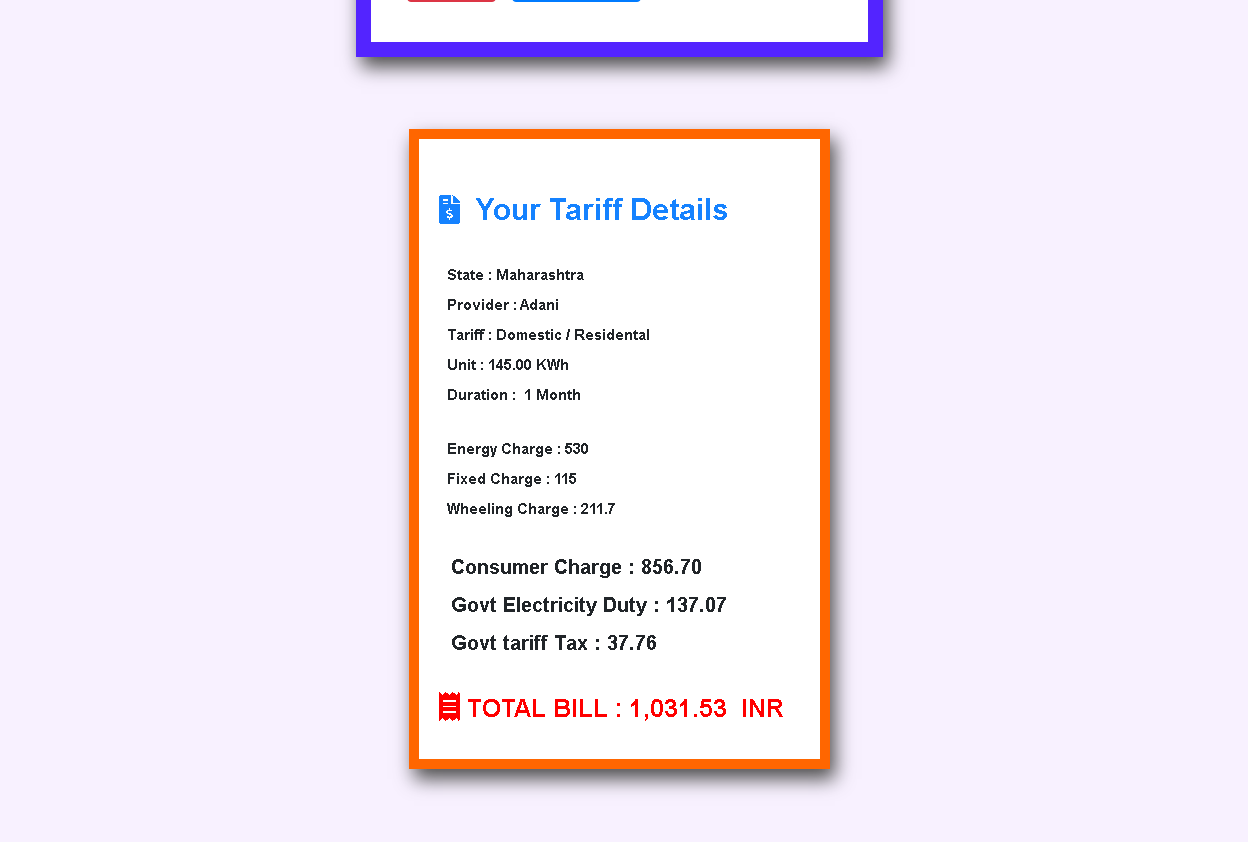 Your Tariff Details
State : Maharashtra
Provider : Adani
Tariff : Domestic / Residental
Unit : 145.00 KWh
Duration :  1 Month
Energy Charge : 530
Fixed Charge : 115
Wheeling Charge : 211.7
Consumer Charge : 856.70
Govt Electricity Duty : 137.07
Govt tariff Tax : 37.76
TOTAL BILL : 1,031.53  INR